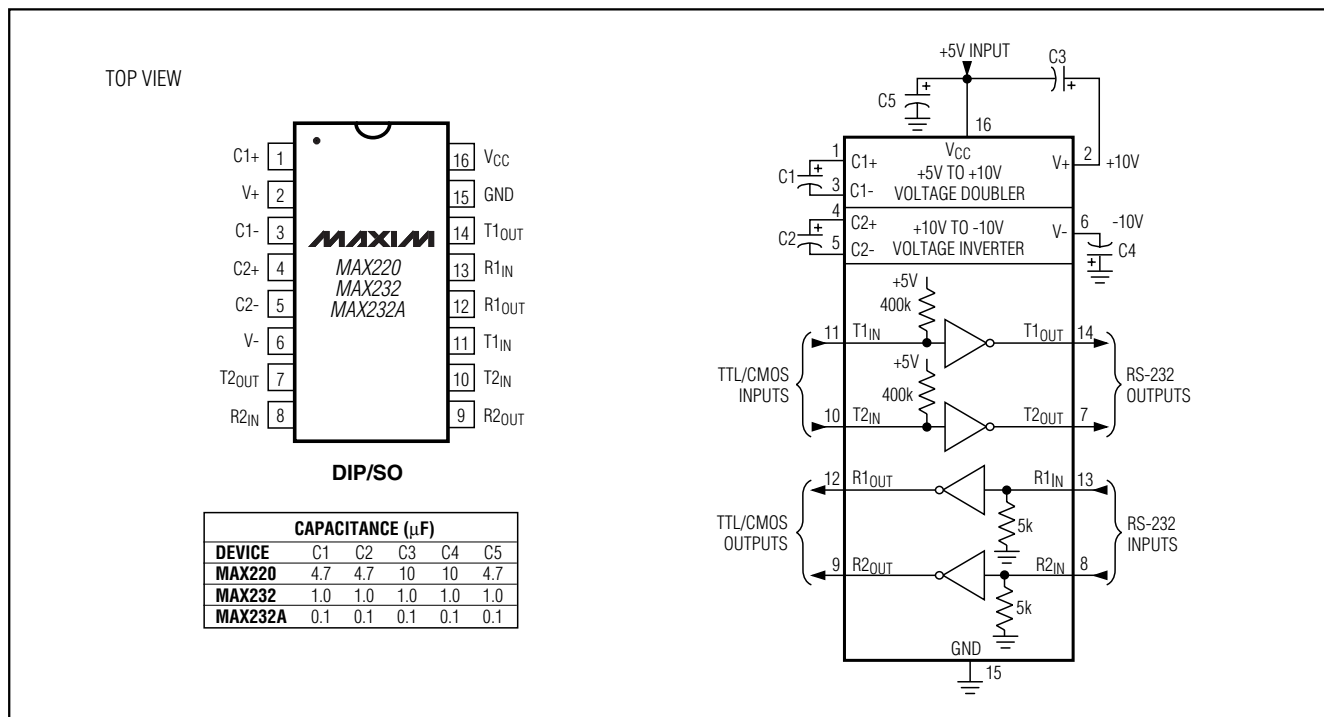 TOP VIEW
C1+ 1
V+ 2
C1- 3
C2+ 4
C2- 5
V- 6
T2OUT 7
R2IN 8
16 VCC
15 GND
14 T1OUT
13 R1IN
12 R1OUT
11 T1IN
10 T2IN
9 R2OUT
MAXIM
MAX220
MAX232
MAX232A
DIP/SO
CAPACITANCE (μF)
DEVICE C1 C2 C3 C4 C5
MAX220 4.7 4.7 10 10 4.7
MAX232 1.0 1.0 1.0 1.0 1.0
MAX232A 0.1 0.1 0.1 0.1 0.1
+5V INPUT
C3
+
C5 +
16
1
C1+
C1 +
3
C1-
VCC
+5V TO +10V
VOLTAGE DOUBLER
V+ 2 +10V
4
C2+
C2 +
5
C2-
+10V TO -10V
VOLTAGE INVERTER
V- 6 -10V
+ C4
+5V
400k
11 T1IN T1OUT 14
+5V
400k
TTL/CMOS
INPUTS
RS-232
OUTPUTS
10 T2IN T2OUT 7
12 R1OUT R1IN 13
5k
TTL/CMOS
OUTPUTS
RS-232
INPUTS
9 R2OUT R2IN 8
5k
GND
15